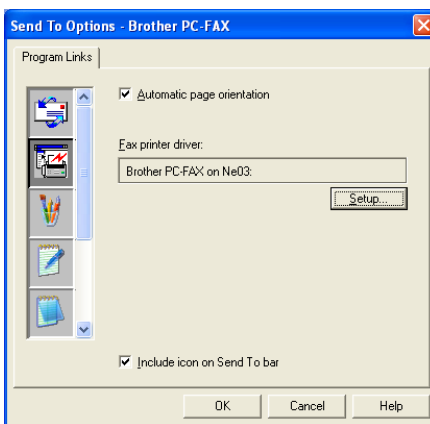 Send To Options - Brother PC-FAX
Program Links
Automatic page orientation
Fax printer driver:
Brother PC-FAX on Ne03:
Setup...
Include icon on Send To bar
OK Cancel Help